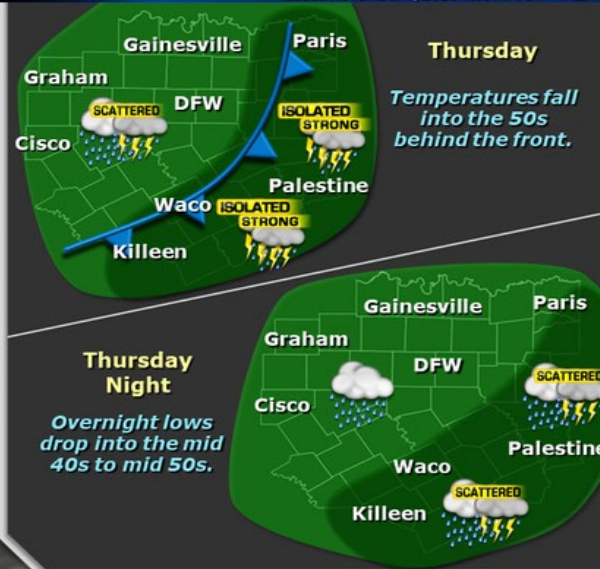 Gainesville
Paris
Graham
SCATTERED
DFW
ISOLATED
STRONG
Cisco
Palestine
Waco
ISOLATED
STRONG
Killeen
Thursday
Temperatures fall
into the 50s
behind the front.
Thursday
Night
Overnight lows
drop into the mid
40s to mid 50s.
Gainesville
Paris
Graham
DFW
SCATTERED
Cisco
Palestine
Waco
SCATTERED
Killeen